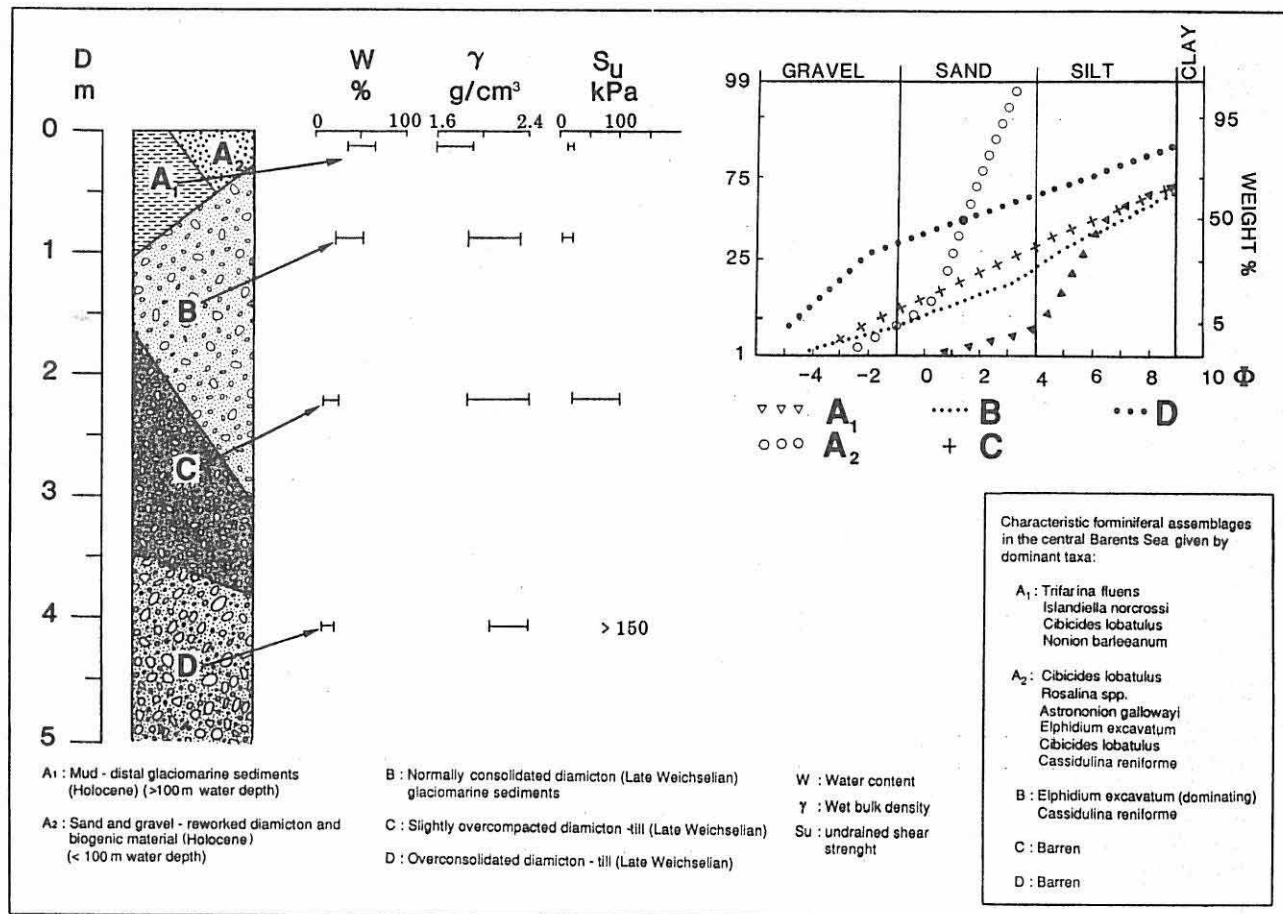 D
m
W
%
γ
g/cm³
Su
kPa
0 100
1.6 2.4
0 100
0
1
2
3
4
5
A₁
A₂
B
C
D
> 150
GRAVEL SAND SILT CLAY
99
75
25
1
95
50
5
WEIGHT %
-4 -2 0 2 4 6 8 10 Φ
A₁ B D
A₂ C
Characteristic forminiferal assemblages
in the central Barents Sea given by
dominant taxa:
A₁ : Trifarina fluens
Islandiella norcrossi
Cibicides lobatulus
Nonion barleeanum
A₂ : Cibicides lobatulus
Rosalina spp.
Astrononion gallowayi
Elphidium excavatum
Cibicides lobatulus
Cassidulina reniforme
B : Elphidium excavatum (dominating)
Cassidulina reniforme
C : Barren
D : Barren
A1 : Mud - distal glaciomarine sediments
(Holocene) (>100 m water depth)
A2 : Sand and gravel - reworked diamicton and
biogenic material (Holocene)
(< 100 m water depth)
B : Normally consolidated diamicton (Late Weichselian)
glaciomarine sediments
C : Slightly overcompacted diamicton -till (Late Weichselian)
D : Overconsolidated diamicton - till (Late Weichselian)
W : Water content
γ : Wet bulk density
Su : undrained shear
strenght